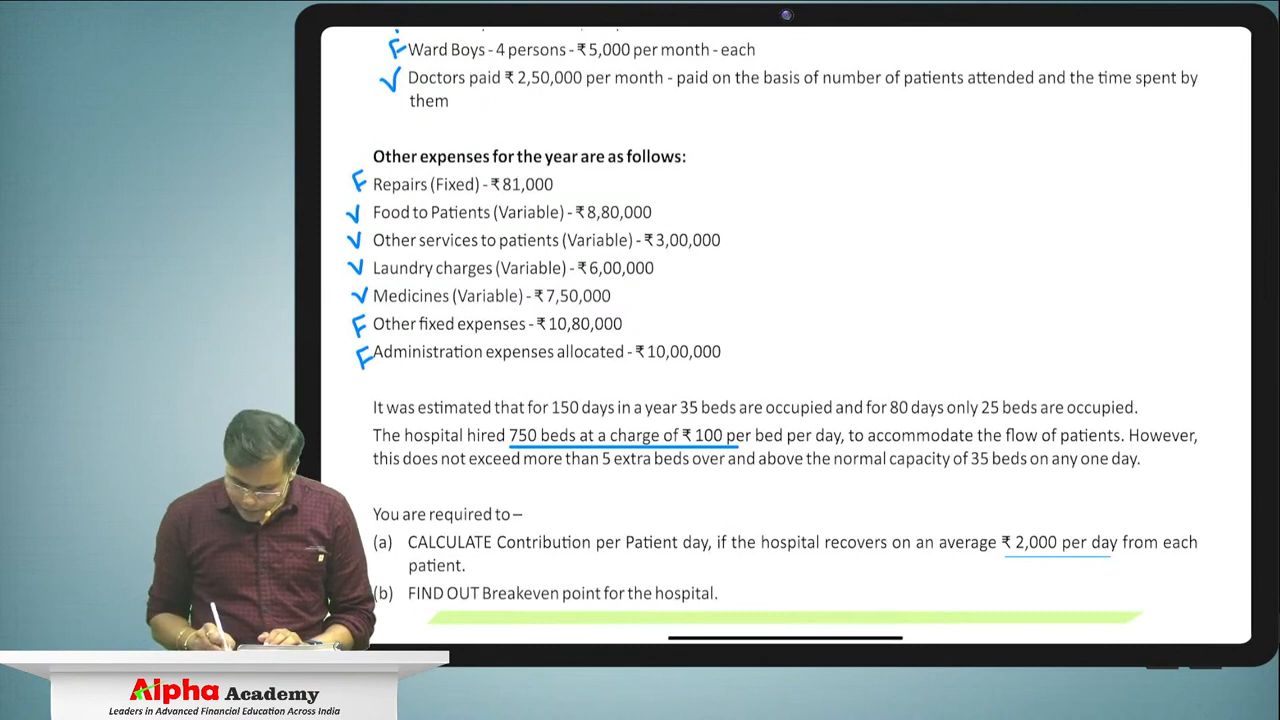 F Ward Boys - 4 persons - ₹ 5,000 per month - each
V Doctors paid ₹ 2,50,000 per month - paid on the basis of number of patients attended and the time spent by
them
Other expenses for the year are as follows:
F Repairs (Fixed) - ₹ 81,000
V Food to Patients (Variable) - ₹ 8,80,000
V Other services to patients (Variable) - ₹ 3,00,000
V Laundry charges (Variable) - ₹ 6,00,000
V Medicines (Variable) - ₹ 7,50,000
F Other fixed expenses - ₹ 10,80,000
F Administration expenses allocated - ₹ 10,00,000
It was estimated that for 150 days in a year 35 beds are occupied and for 80 days only 25 beds are occupied.
The hospital hired 750 beds at a charge of ₹ 100 per bed per day, to accommodate the flow of patients. However,
this does not exceed more than 5 extra beds over and above the normal capacity of 35 beds on any one day.
You are required to –
(a) CALCULATE Contribution per Patient day, if the hospital recovers on an average ₹ 2,000 per day from each
patient.
(b) FIND OUT Breakeven point for the hospital.
Alpha Academy
Leaders in Advanced Financial Education Across India